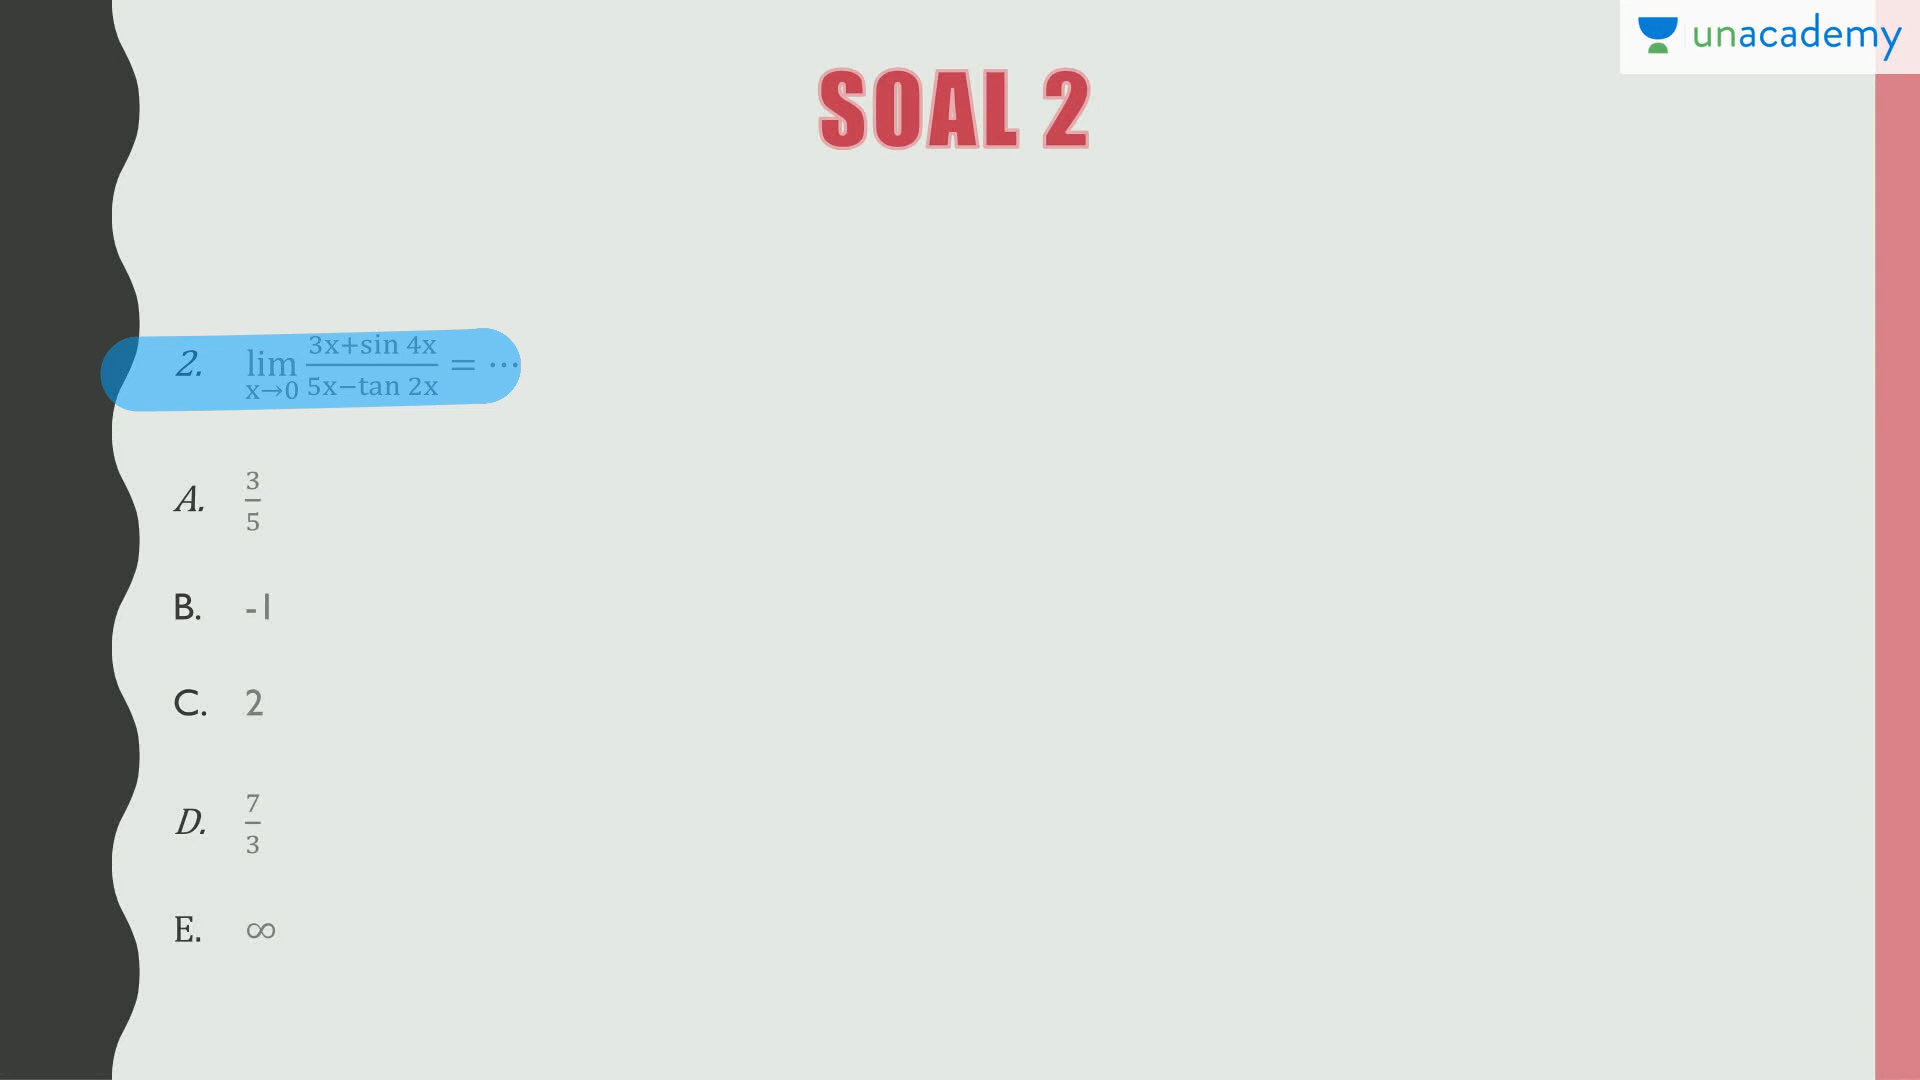 unacademy
SOAL 2
2. lim x→0 3x+sin 4x / 5x−tan 2x = ⋯
A. 3/5
B. -1
C. 2
D. 7/3
E. ∞